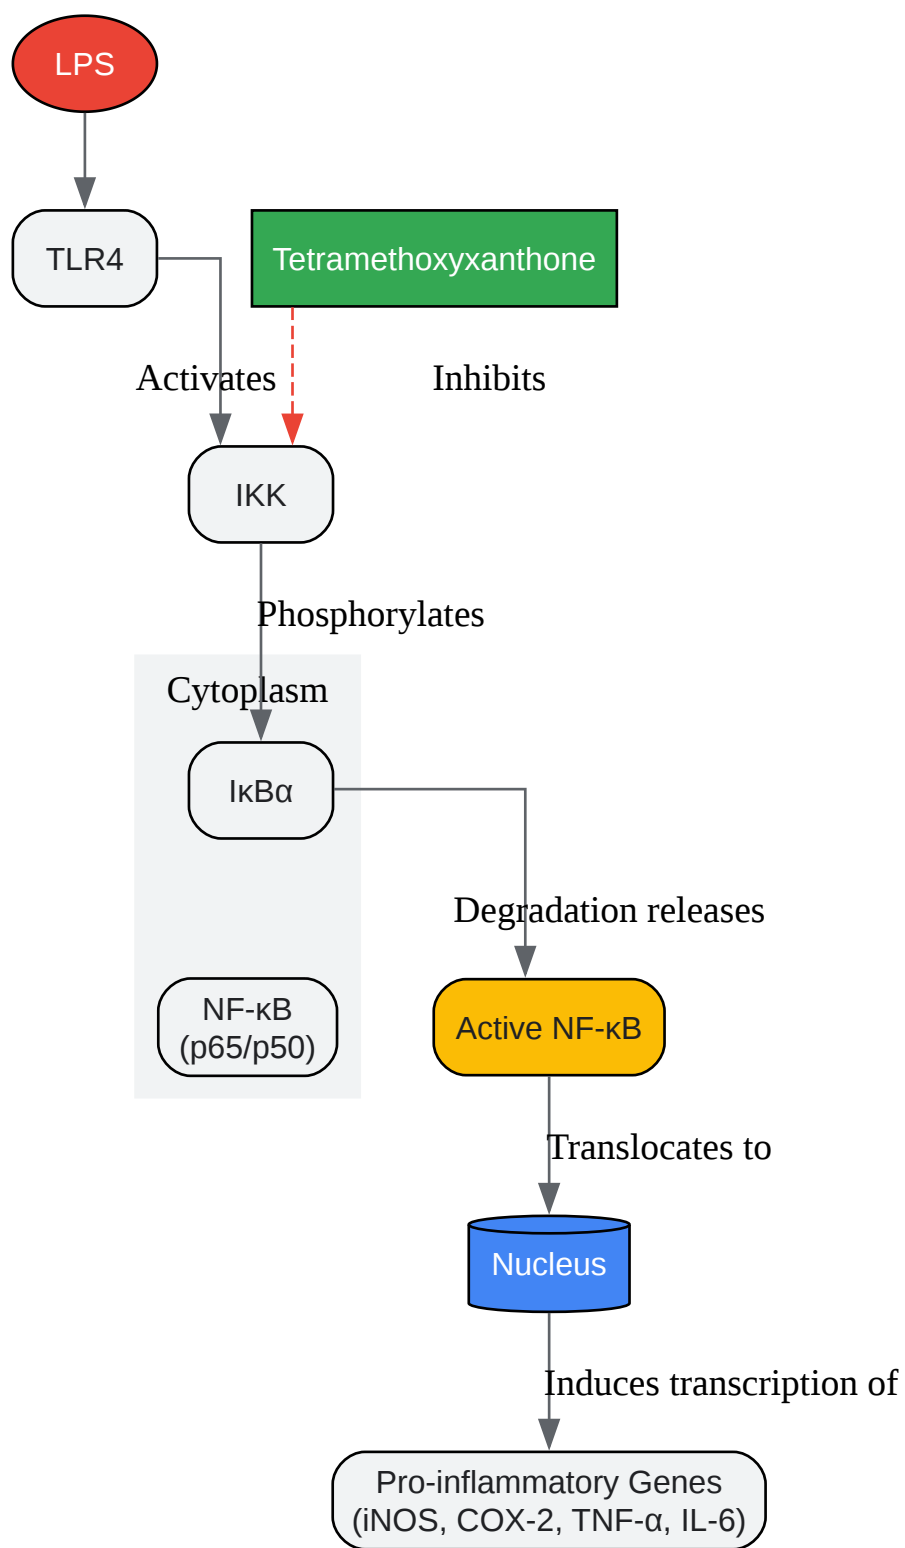 LPS
TLR4
Tetramethoxyxanthone
Activates
Inhibits
IKK
Phosphorylates
Cytoplasm
IκBα
Degradation releases
NF-κB
(p65/p50)
Active NF-κB
Translocates to
Nucleus
Induces transcription of
Pro-inflammatory Genes
(iNOS, COX-2, TNF-α, IL-6)